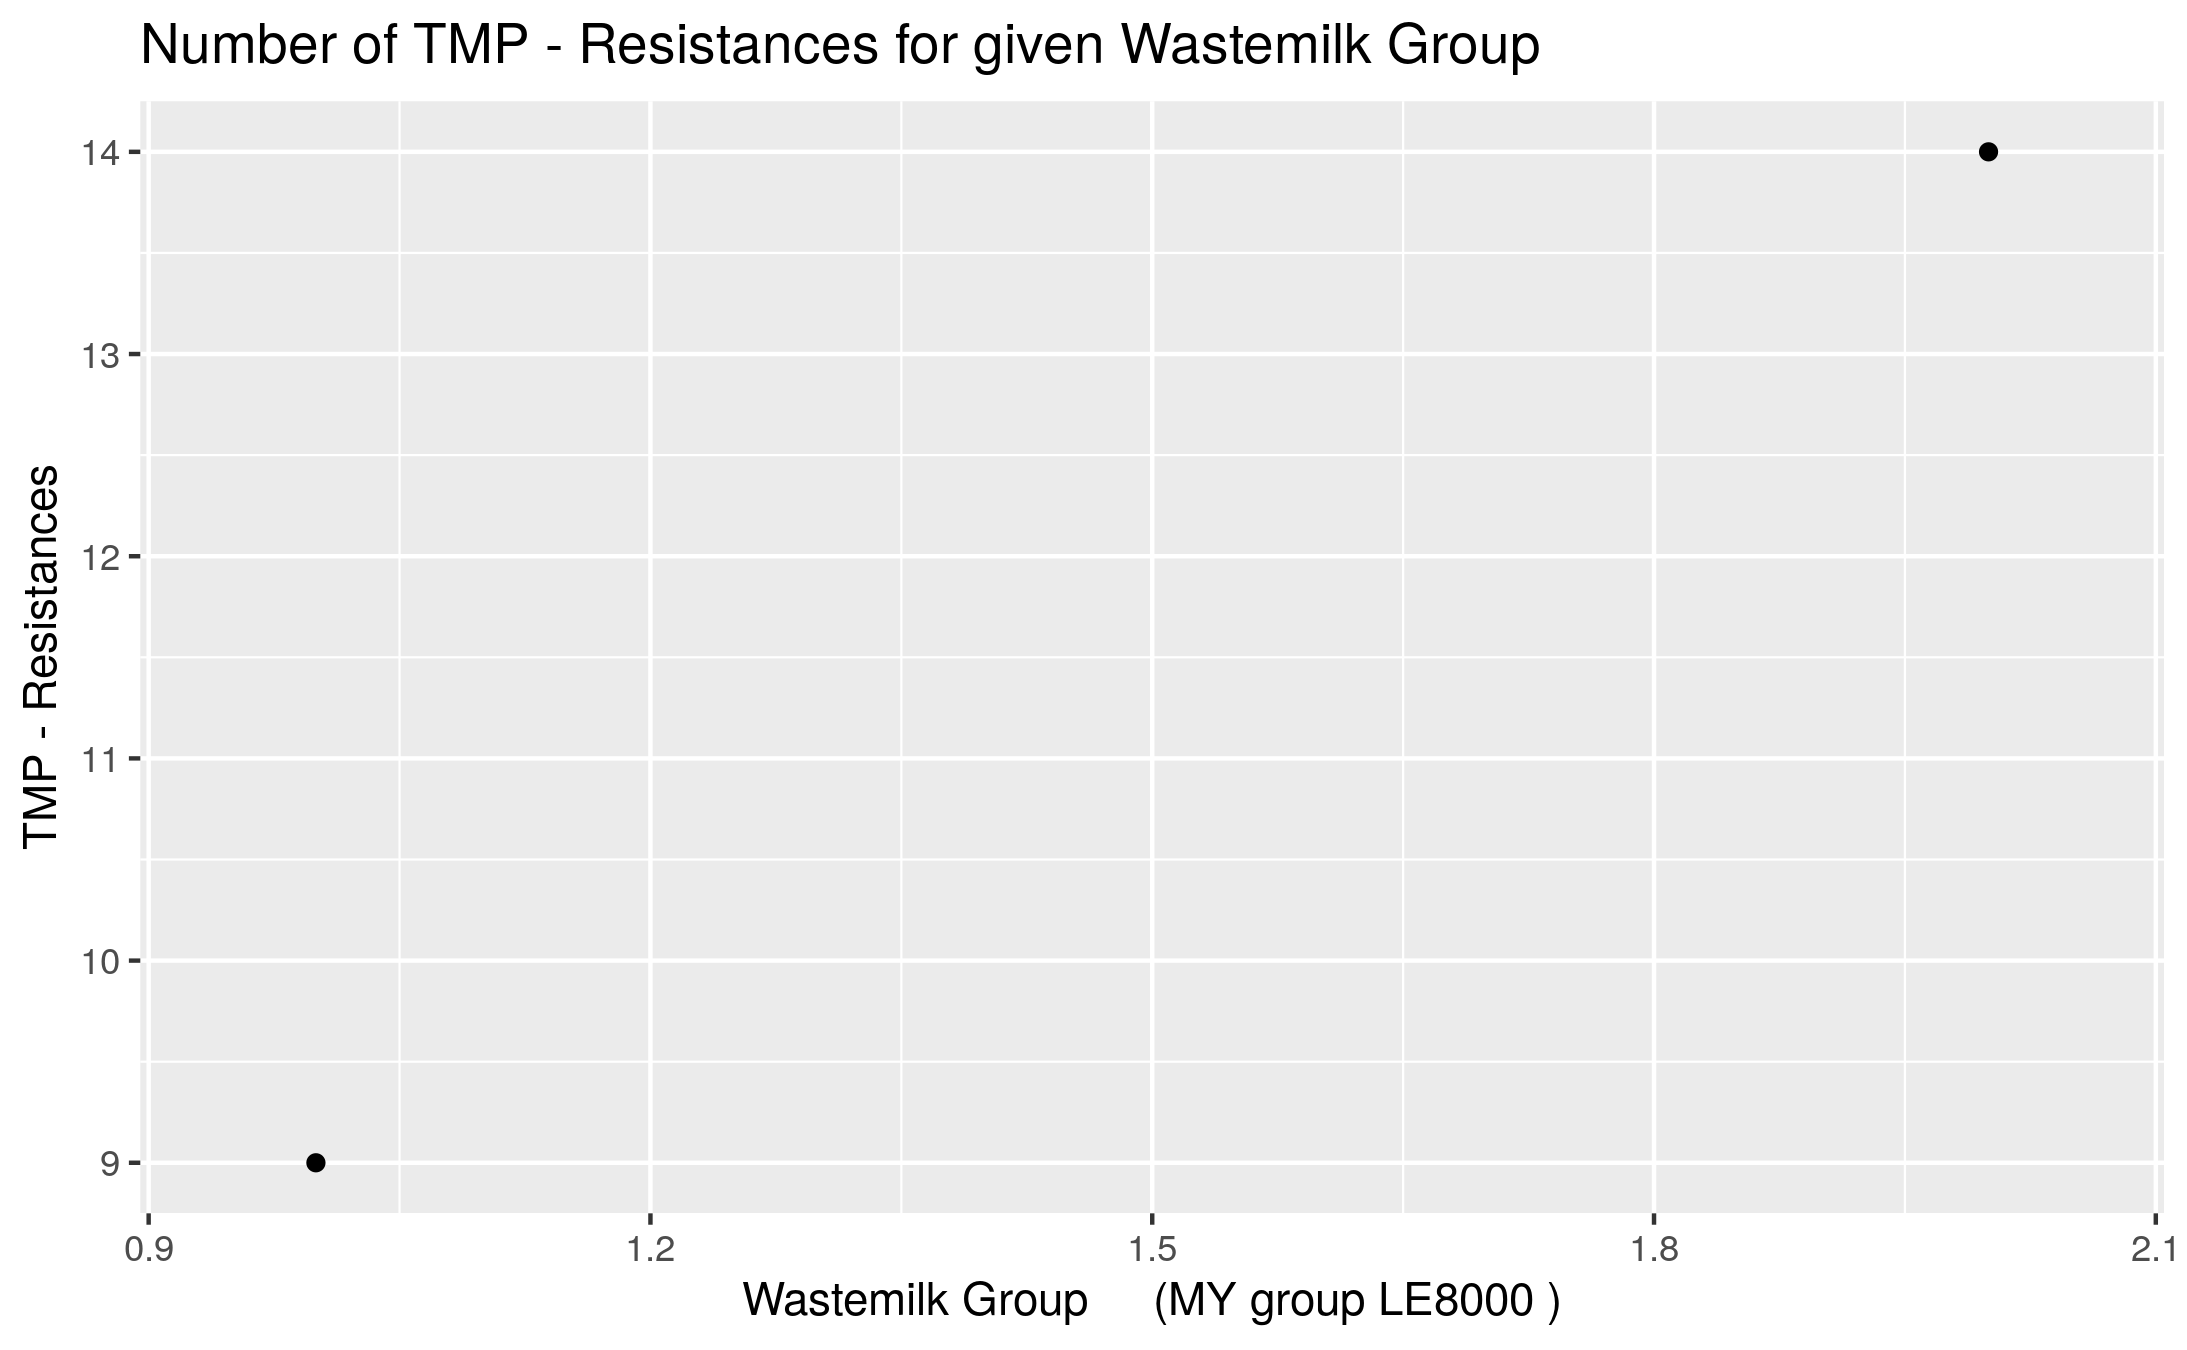 Number of TMP - Resistances for given Wastemilk Group
14
13
12
11
10
9
TMP - Resistances
0.9 1.2 1.5 1.8 2.1
Wastemilk Group (MY group LE8000 )